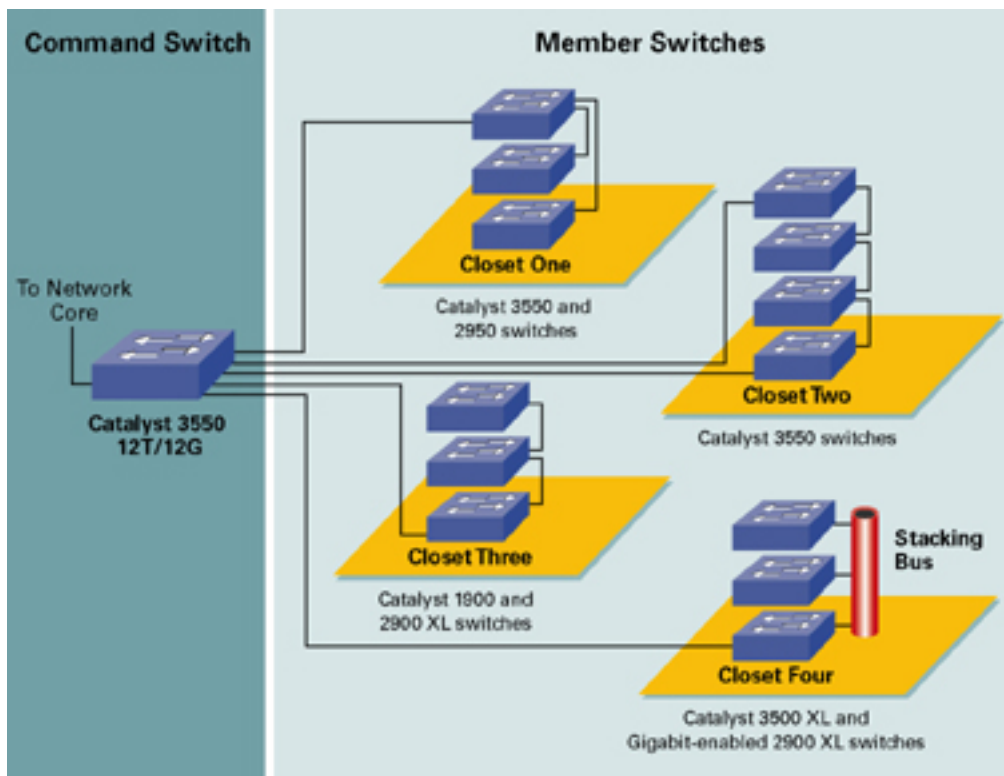 Command Switch
Member Switches
Closet One
Catalyst 3550 and
2950 switches
To Network
Core
Catalyst 3550
12T/12G
Closet Two
Catalyst 3550 switches
Closet Three
Catalyst 1900 and
2900 XL switches
Stacking
Bus
Closet Four
Catalyst 3500 XL and
Gigabit-enabled 2900 XL switches